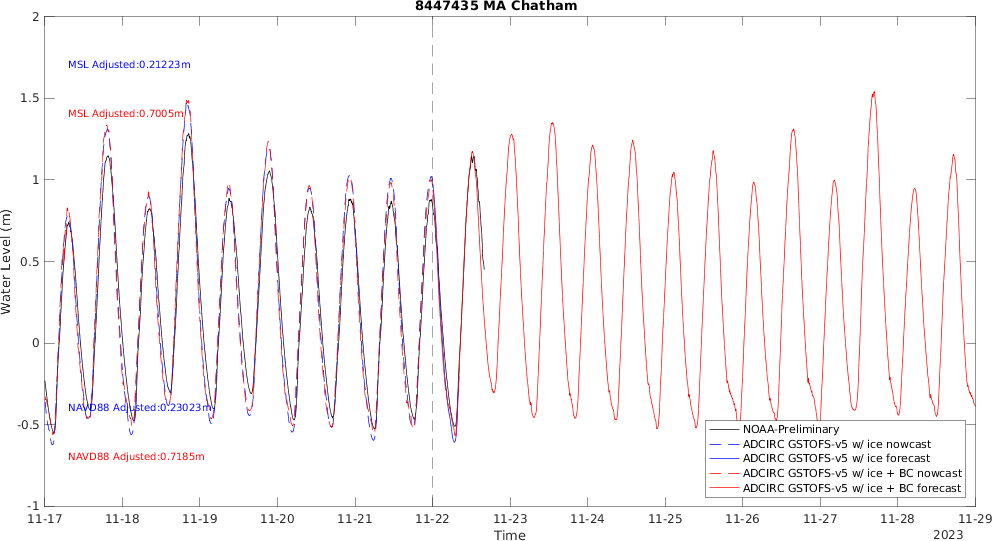 8447435 MA Chatham
2
1.5
1
0.5
0
-0.5
-1
Water Level (m)
MSL Adjusted:0.21223m
MSL Adjusted:0.7005m
NAVD88 Adjusted:0.23023m
NAVD88 Adjusted:0.7185m
NOAA-Preliminary
ADCIRC GSTOFS-v5 w/ ice nowcast
ADCIRC GSTOFS-v5 w/ ice forecast
ADCIRC GSTOFS-v5 w/ ice + BC nowcast
ADCIRC GSTOFS-v5 w/ ice + BC forecast
11-17 11-18 11-19 11-20 11-21 11-22 11-23 11-24 11-25 11-26 11-27 11-28 11-29
Time
2023